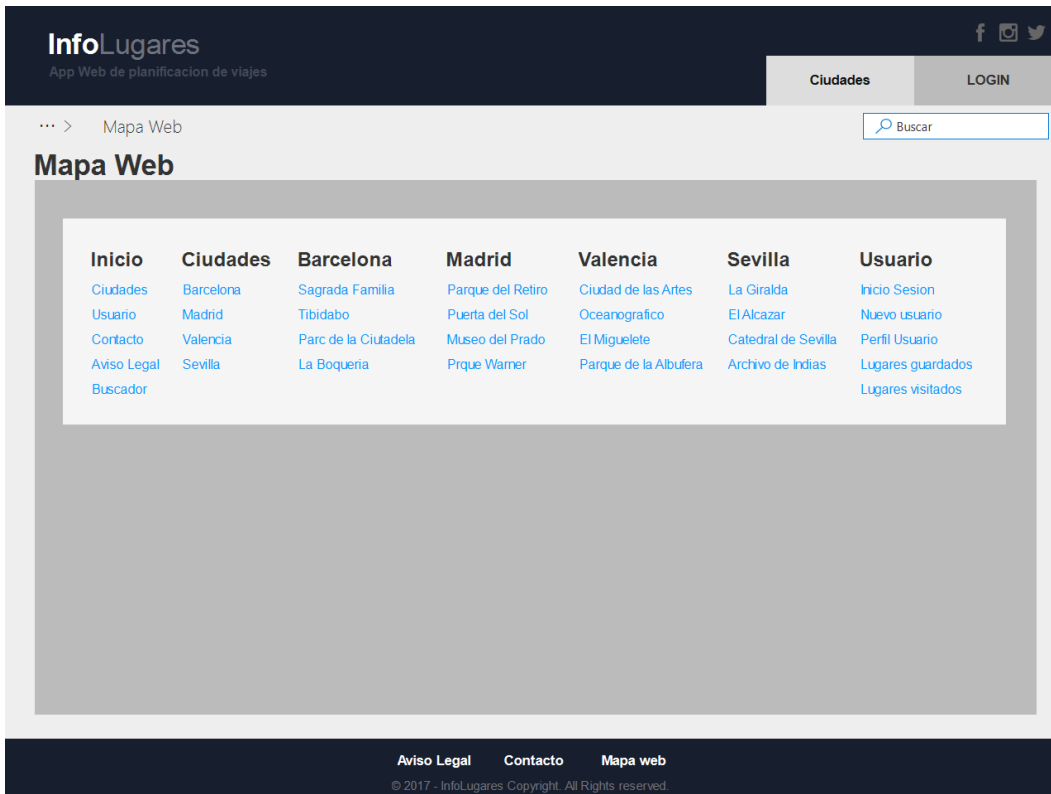 InfoLugares
App Web de planificacion de viajes
Ciudades
LOGIN
... > Mapa Web
Buscar
Mapa Web
Inicio
Ciudades
Usuario
Contacto
Aviso Legal
Buscador
Ciudades
Barcelona
Madrid
Valencia
Sevilla
Barcelona
Sagrada Familia
Tibidabo
Parc de la Ciutadela
La Boqueria
Madrid
Parque del Retiro
Puerta del Sol
Museo del Prado
Prque Warner
Valencia
Ciudad de las Artes
Oceanografico
El Miguelete
Parque de la Albufera
Sevilla
La Giralda
El Alcazar
Catedral de Sevilla
Archivo de Indias
Usuario
Inicio Sesion
Nuevo usuario
Perfil Usuario
Lugares guardados
Lugares visitados
Aviso Legal Contacto Mapa web
© 2017 - InfoLugares Copyright. All Rights reserved.